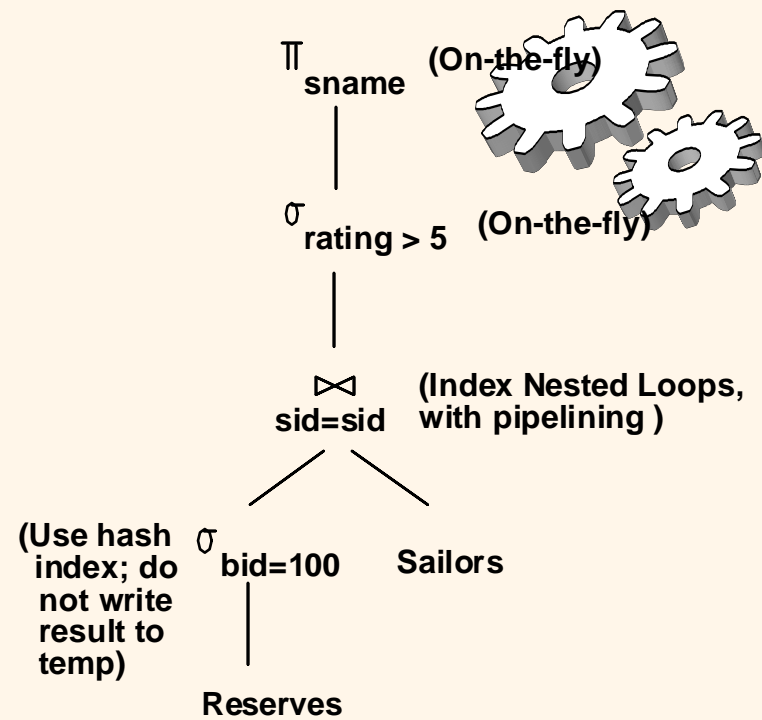 π sname (On-the-fly)
σ rating > 5 (On-the-fly)
⋈ sid=sid (Index Nested Loops,
with pipelining )
(Use hash
index; do
not write
result to
temp)
σ bid=100
Sailors
Reserves